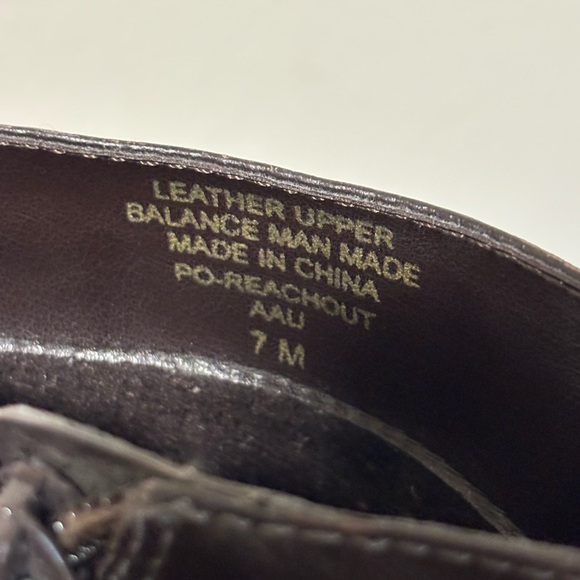 LEATHER UPPER
BALANCE MAN MADE
MADE IN CHINA
PO-REACHOUT
AAU
7 M